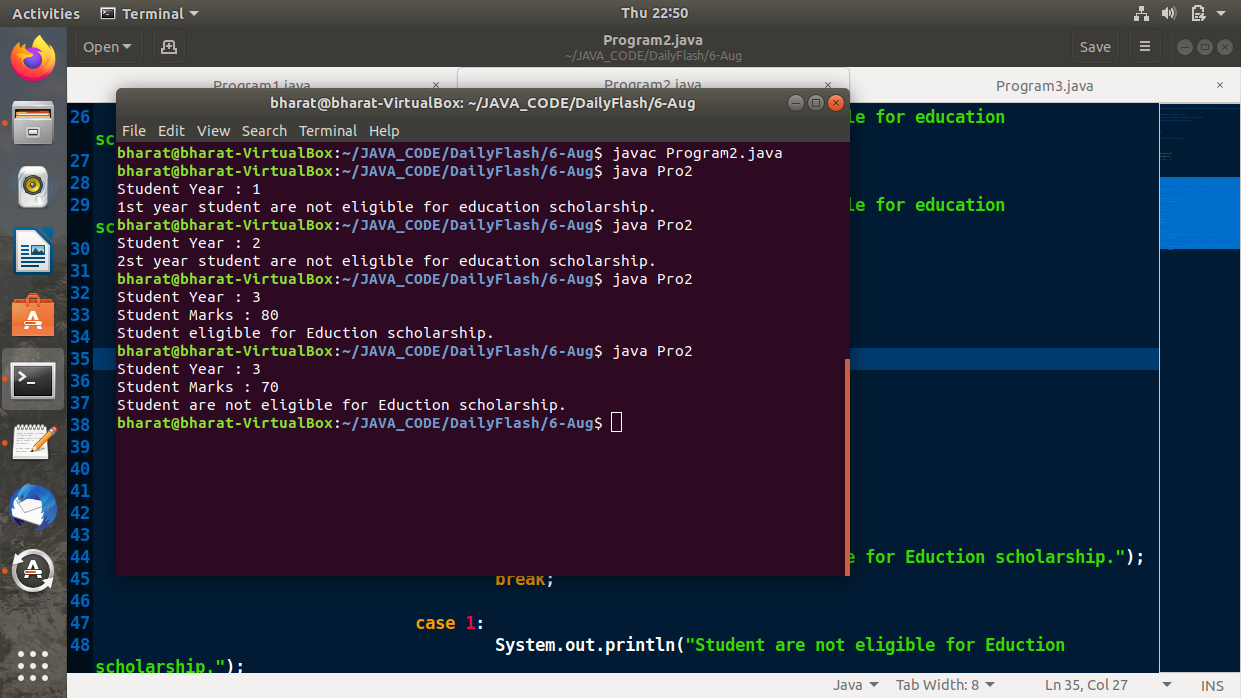 Activities Terminal Thu 22:50
Open Program2.java Save
~/JAVA_CODE/DailyFlash/6-Aug
Program1.java × Program2.java × Program3.java ×
bharat@bharat-VirtualBox: ~/JAVA_CODE/DailyFlash/6-Aug
File Edit View Search Terminal Help
bharat@bharat-VirtualBox:~/JAVA_CODE/DailyFlash/6-Aug$ javac Program2.java
bharat@bharat-VirtualBox:~/JAVA_CODE/DailyFlash/6-Aug$ java Pro2
Student Year : 1
1st year student are not eligible for education scholarship.
bharat@bharat-VirtualBox:~/JAVA_CODE/DailyFlash/6-Aug$ java Pro2
Student Year : 2
2st year student are not eligible for education scholarship.
bharat@bharat-VirtualBox:~/JAVA_CODE/DailyFlash/6-Aug$ java Pro2
Student Year : 3
Student Marks : 80
Student eligible for Eduction scholarship.
bharat@bharat-VirtualBox:~/JAVA_CODE/DailyFlash/6-Aug$ java Pro2
Student Year : 3
Student Marks : 70
Student are not eligible for Eduction scholarship.
bharat@bharat-VirtualBox:~/JAVA_CODE/DailyFlash/6-Aug$
26 le for education
sc
27
28
29 le for education
sc
30
31
32
33
34
35
36
37
38
39
40
41
42
43
44 e for Eduction scholarship.");
45 break;
46
47 case 1:
48 System.out.println("Student are not eligible for Eduction
scholarship.");
Java Tab Width: 8 Ln 35, Col 27 INS